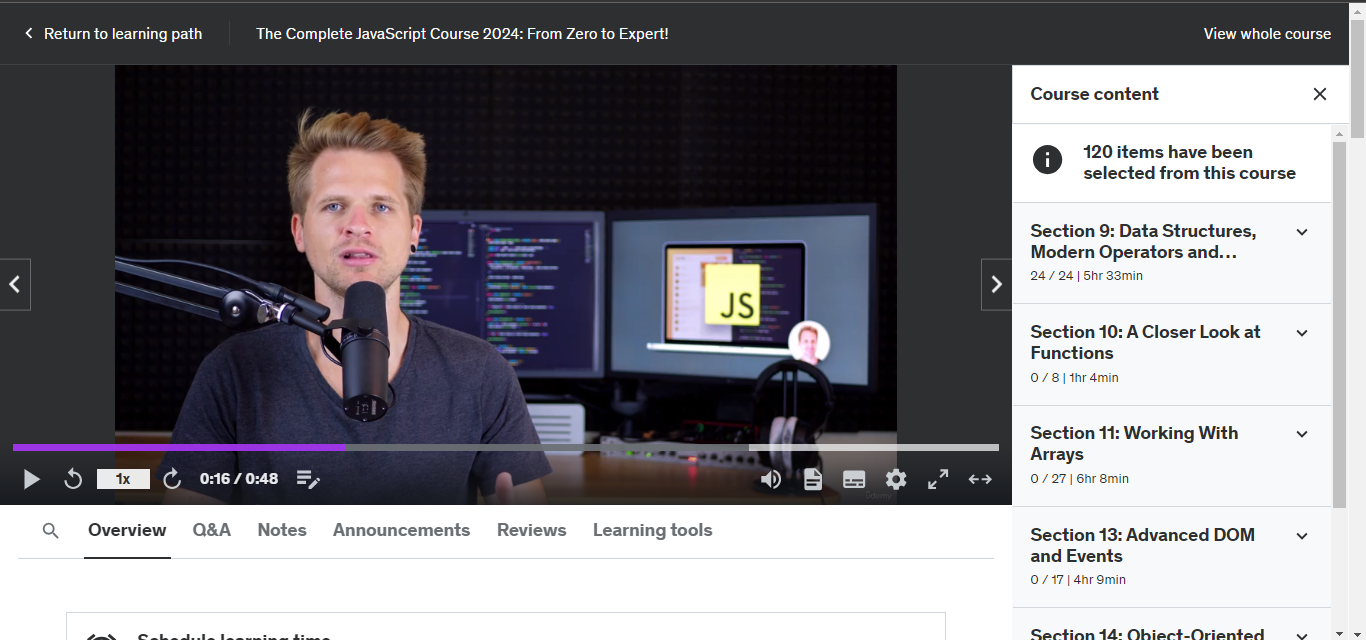 Return to learning path
The Complete JavaScript Course 2024: From Zero to Expert!
View whole course
JS
1x
0:16 / 0:48
Overview
Q&A
Notes
Announcements
Reviews
Learning tools
Schedule learning time
Course content
120 items have been
selected from this course
Section 9: Data Structures,
Modern Operators and...
24 / 24 | 5hr 33min
Section 10: A Closer Look at
Functions
0 / 8 | 1hr 4min
Section 11: Working With
Arrays
0 / 27 | 6hr 8min
Section 13: Advanced DOM
and Events
0 / 17 | 4hr 9min
Section 14: Object-Oriented